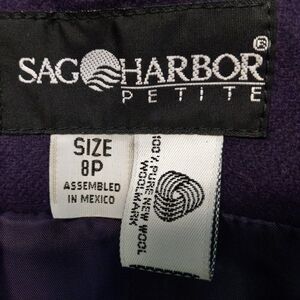 SAG HARBOR®
PETITE
SIZE
8P
ASSEMBLED
IN MEXICO
100% PURE NEW WOOL
WOOLMARK